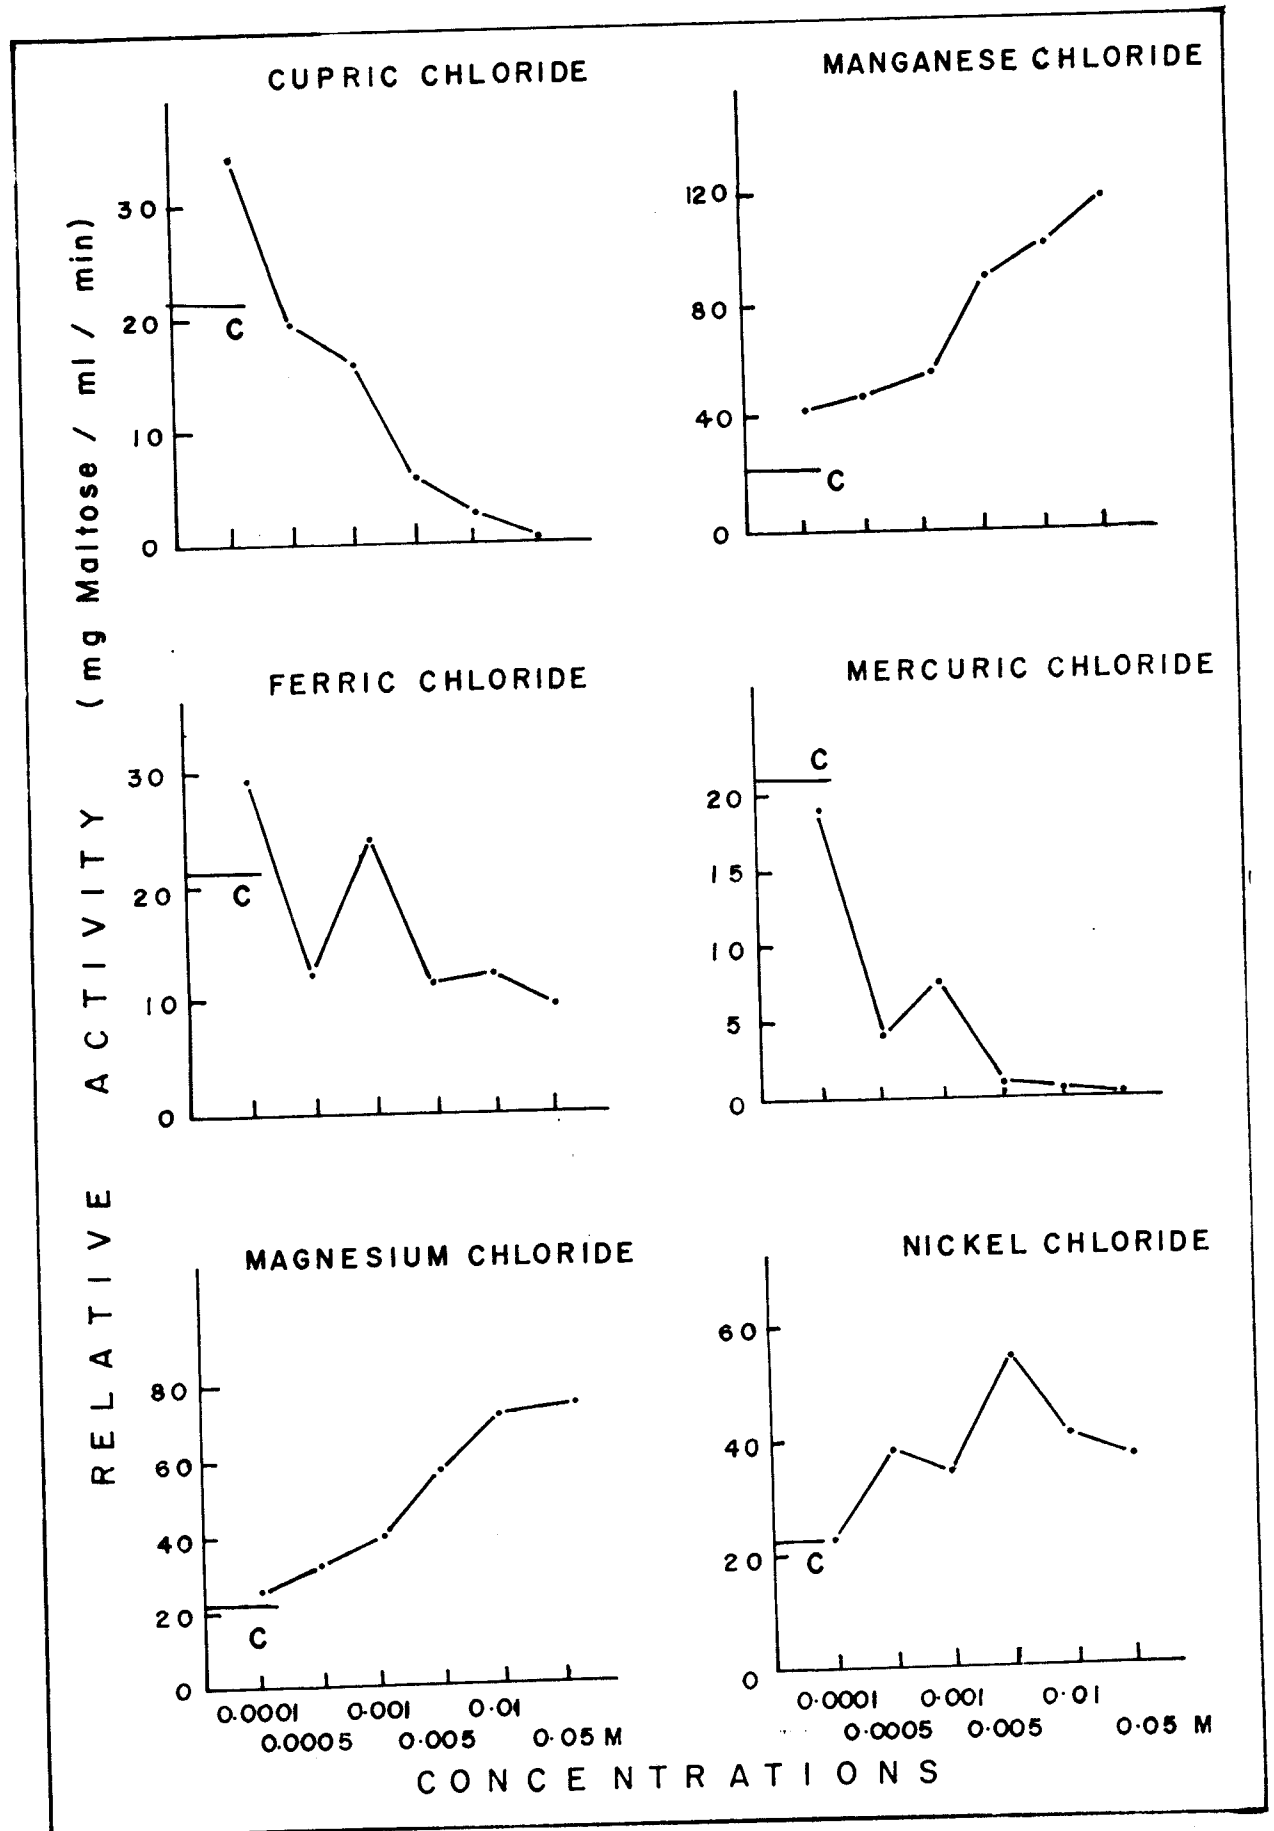 CUPRIC CHLORIDE
30
20
10
0
C
MANGANESE CHLORIDE
120
80
40
0
C
FERRIC CHLORIDE
30
20
10
0
C
MERCURIC CHLORIDE
20
15
10
5
0
C
MAGNESIUM CHLORIDE
80
60
40
20
0
C
0.0001 0.001 0.01
0.0005 0.005 0.05 M
NICKEL CHLORIDE
60
40
20
0
C
0.0001 0.001 0.01
0.0005 0.005 0.05 M
CONCENTRATIONS
RELATIVE ACTIVITY (mg Maltose / ml / min)